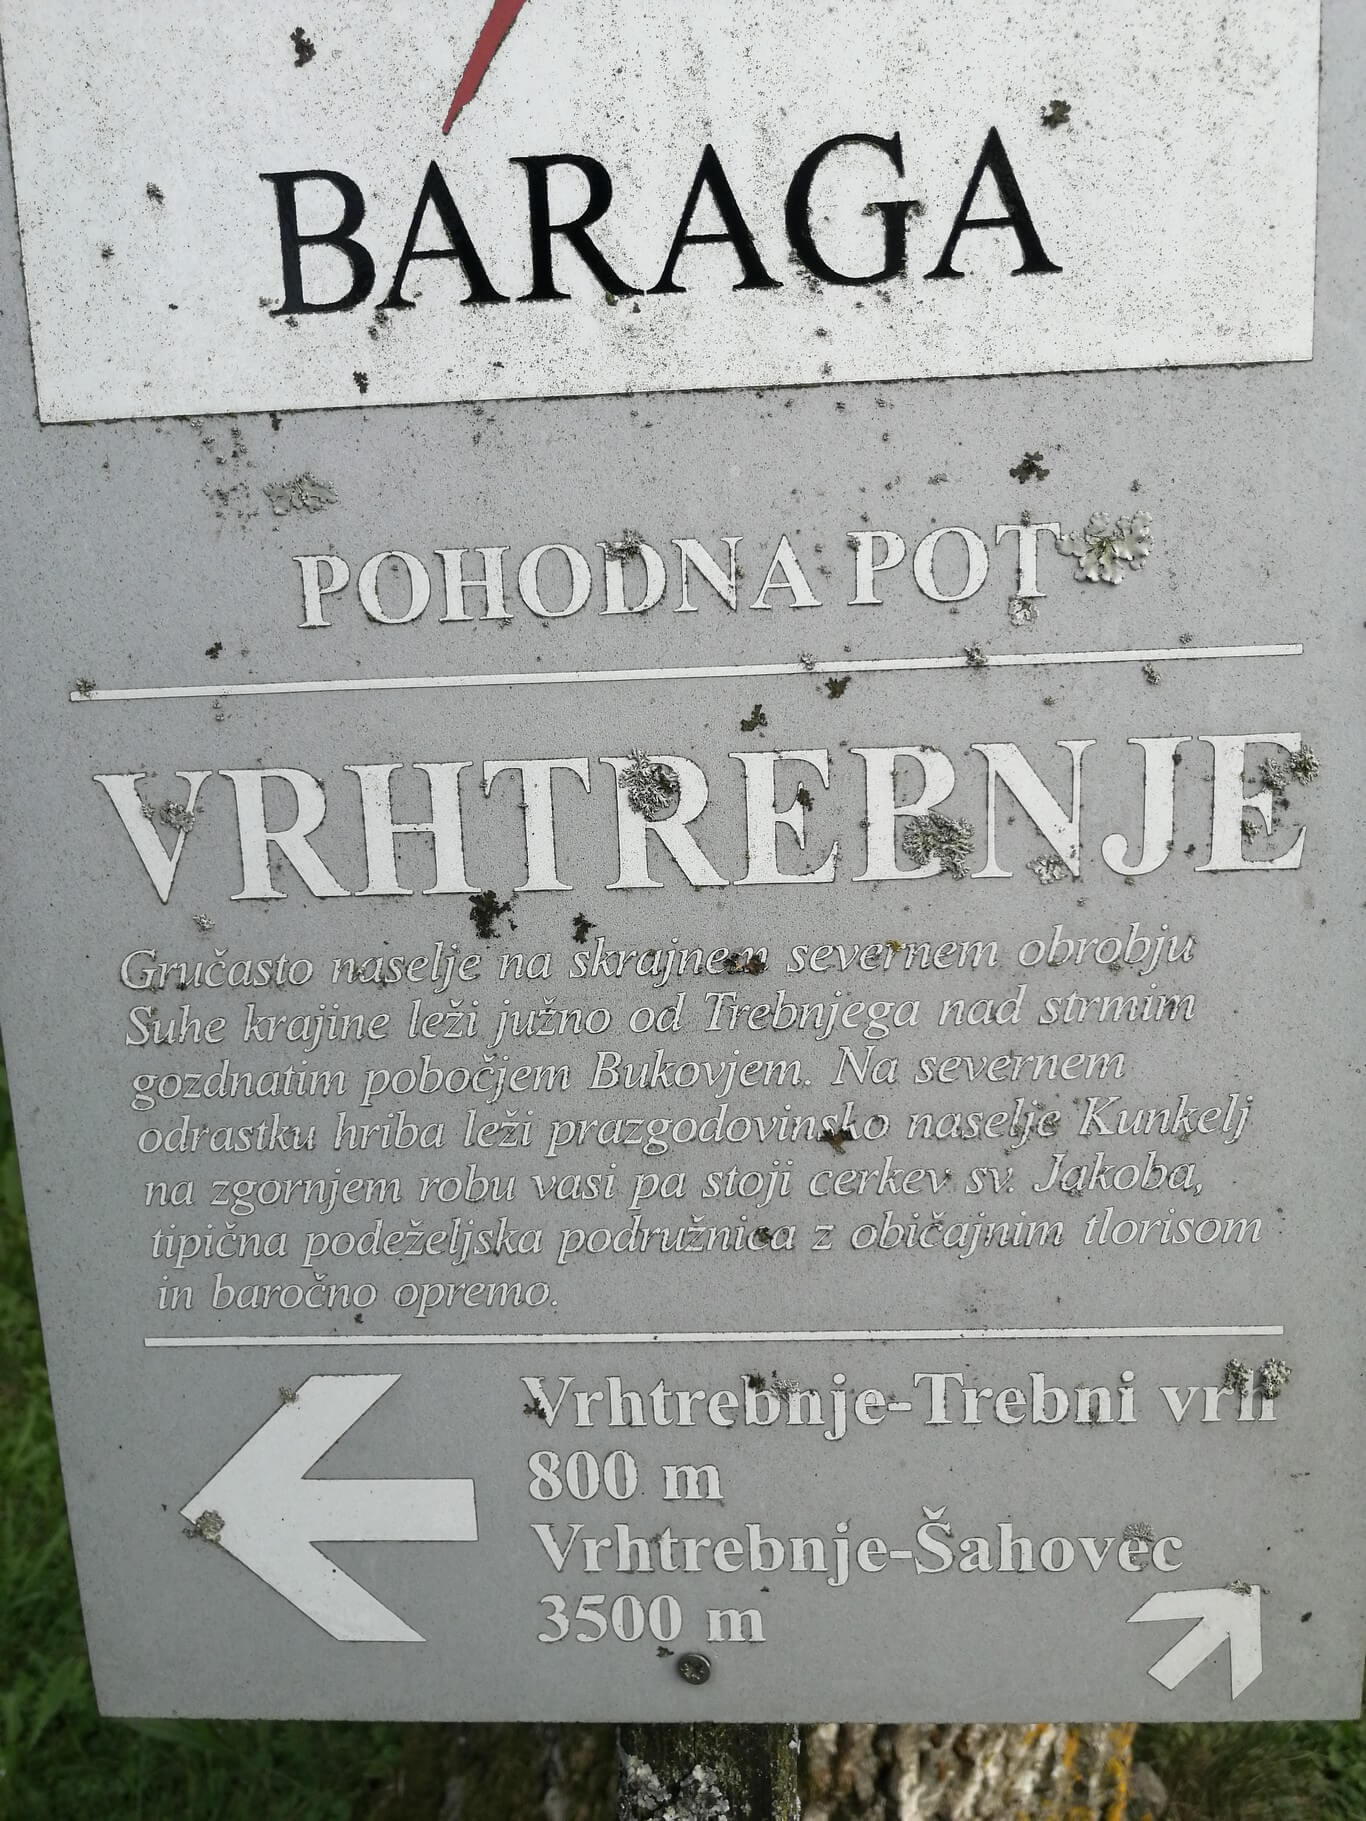 BARAGA
POHODNA POT
VRHTREBNJE
Gručasto naselje na skrajnem severnem obrobju
Suhe krajine leži južno od Trebnjega nad strmim
gozdnatim pobočjem Bukovjem. Na severnem
odrastku hriba leži prazgodovinsko naselje Kunkelj
na zgornjem robu vasi pa stoji cerkev sv. Jakoba,
tipična podeželjska podružnica z običajnim tlorisom
in baročno opremo.
Vrhtrebnje-Trebni vrh
800 m
Vrhtrebnje-Šahovec
3500 m